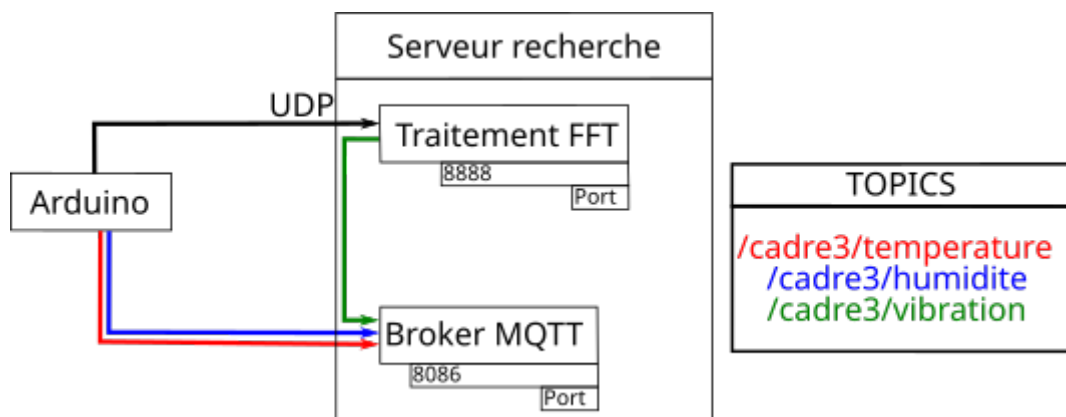 Serveur recherche
UDP
Traitement FFT
8888
Port
Arduino
TOPICS
/cadre3/temperature
/cadre3/humidite
/cadre3/vibration
Broker MQTT
8086
Port